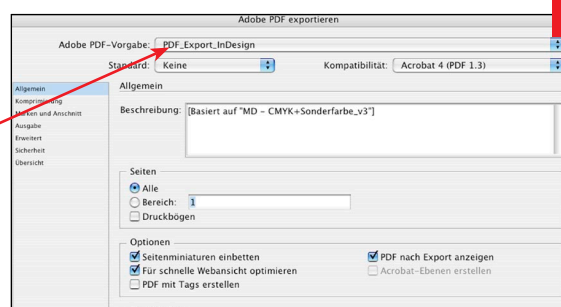 Adobe PDF exportieren
Adobe PDF-Vorgabe: PDF_Export_InDesign
Standard: Keine Kompatibilität: Acrobat 4 (PDF 1.3)
Allgemein
Komprimierung
Marken und Anschnitt
Ausgabe
Erweitert
Sicherheit
Übersicht
Allgemein
Beschreibung: [Basiert auf "MD – CMYK+Sonderfarbe_v3"]
Seiten
Alle
Bereich: 1
Druckbögen
Optionen
Seitenminiaturen einbetten PDF nach Export anzeigen
Für schnelle Webansicht optimieren Acrobat-Ebenen erstellen
PDF mit Tags erstellen